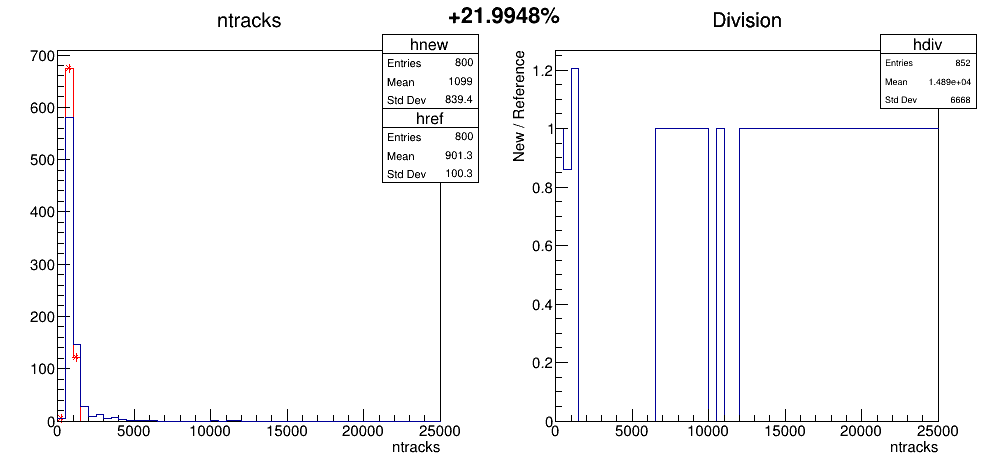 +21.9948%
ntracks
hnew
Entries 800
Mean 1099
Std Dev 839.4
href
Entries 800
Mean 901.3
Std Dev 100.3
700
600
500
400
300
200
100
0
0 5000 10000 15000 20000 25000
ntracks
Division
hdiv
Entries 852
Mean 1.489e+04
Std Dev 6668
New / Reference
1.2
1
0.8
0.6
0.4
0.2
0
0 5000 10000 15000 20000 25000
ntracks